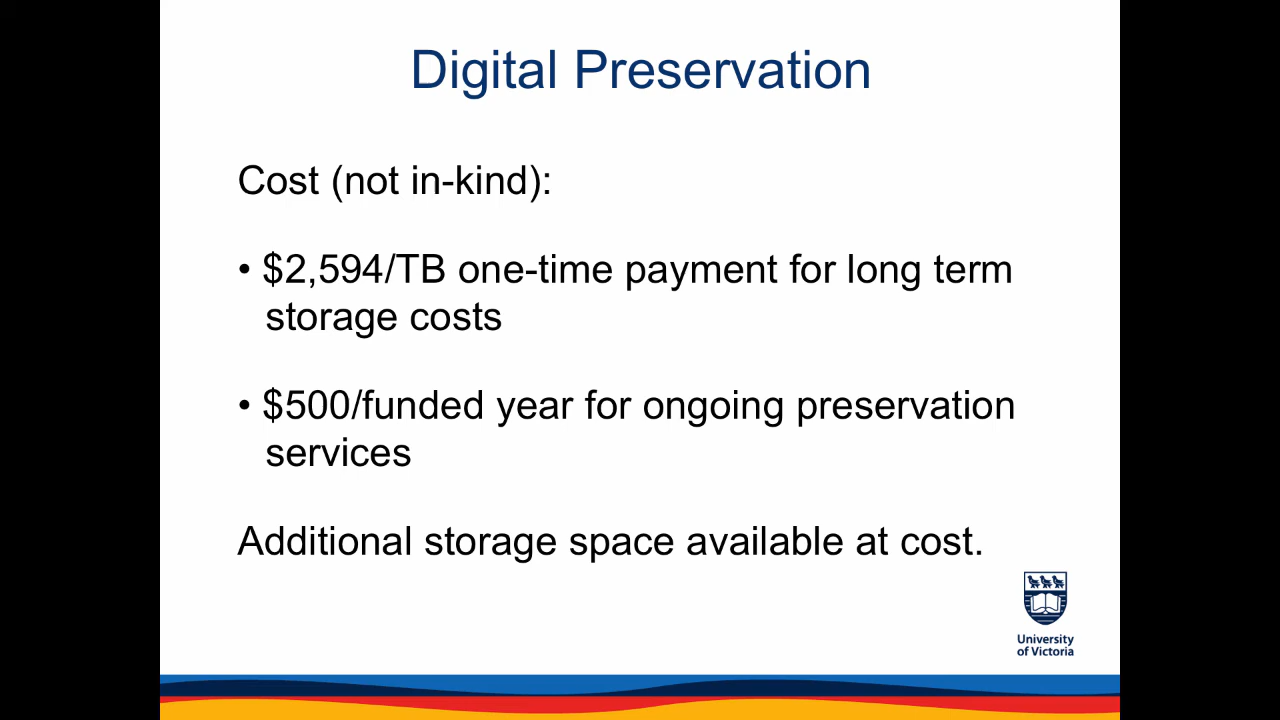 Digital Preservation
Cost (not in-kind):
• $2,594/TB one-time payment for long term
storage costs
• $500/funded year for ongoing preservation
services
Additional storage space available at cost.
University
of Victoria